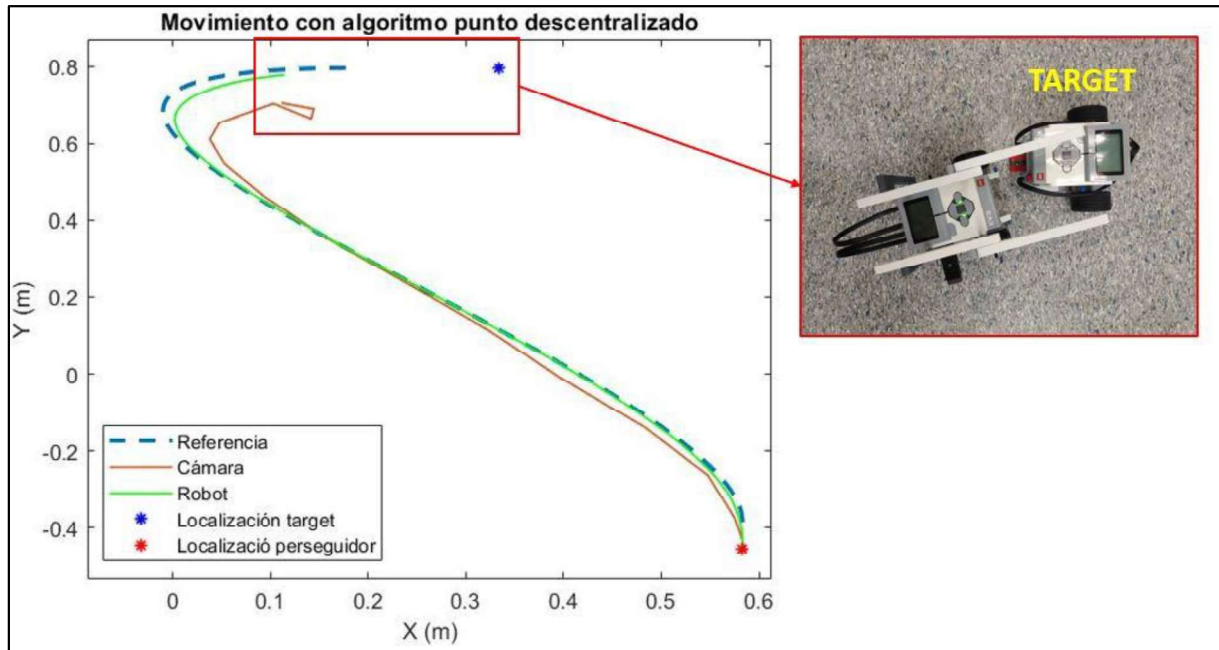 Movimiento con algoritmo punto descentralizado
TARGET
0.8
0.6
0.4
0.2
0
-0.2
-0.4
Y (m)
Referencia
Cámara
Robot
Localización target
Localizació perseguidor
0
0.1
0.2
0.3
0.4
0.5
0.6
X (m)